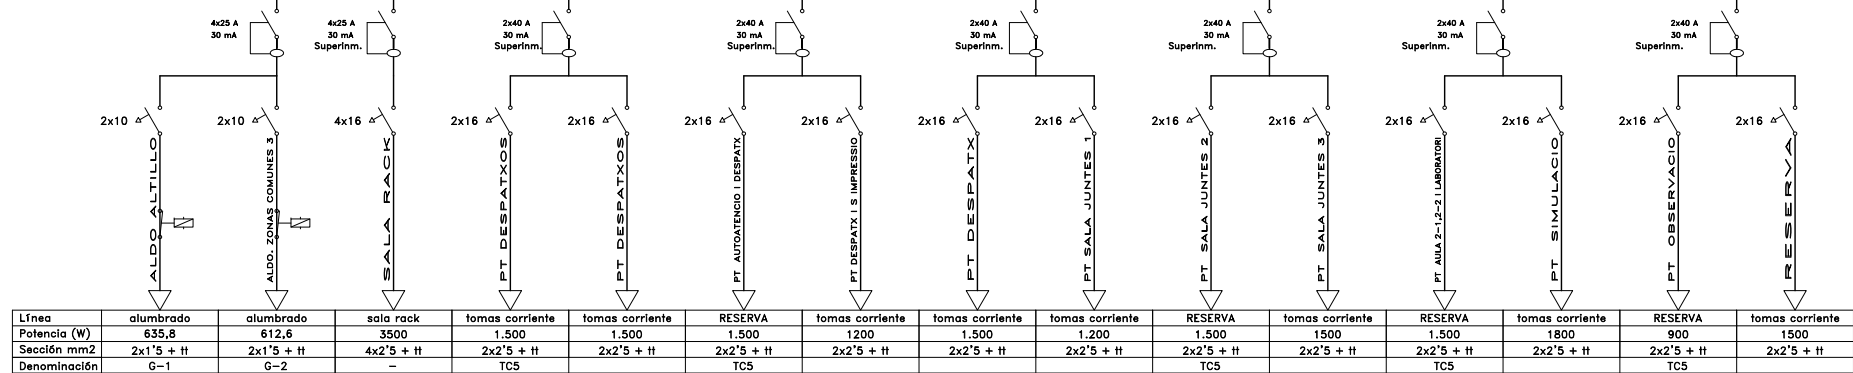 4x25 A
30 mA
4x25 A
30 mA
Superinm.
2x40 A
30 mA
Superinm.
2x40 A
30 mA
Superinm.
2x40 A
30 mA
Superinm.
2x40 A
30 mA
Superinm.
2x40 A
30 mA
Superinm.
2x40 A
30 mA
Superinm.
2x10
2x10
4x16
2x16
2x16
2x16
2x16
2x16
2x16
2x16
2x16
2x16
2x16
2x16
2x16
ALDO ALTILLO
ALDO. ZONAS COMUNES 3
SALA RACK
PT DESPATXOS
PT DESPATXOS
PT AUTOATENCIO I DESPATX
PT DESPATX I S IMPRESSIO
PT DESPATX
PT SALA JUNTES 1
PT SALA JUNTES 2
PT SALA JUNTES 3
PT AULA 2-1,2-2 I LABORATORI
PT SIMULACIO
PT OBSERVACIO
RESERVA
Línea alumbrado alumbrado sala rack tomas corriente tomas corriente RESERVA tomas corriente tomas corriente tomas corriente RESERVA tomas corriente RESERVA tomas corriente RESERVA tomas corriente
Potencia (W) 635,8 612,6 3500 1.500 1.500 1.500 1200 1.500 1.200 1.500 1500 1.500 1800 900 1500
Sección mm2 2x1'5 + tt 2x1'5 + tt 4x2'5 + tt 2x2'5 + tt 2x2'5 + tt 2x2'5 + tt 2x2'5 + tt 2x2'5 + tt 2x2'5 + tt 2x2'5 + tt 2x2'5 + tt 2x2'5 + tt 2x2'5 + tt 2x2'5 + tt 2x2'5 + tt
Denominación G-1 G-2 - TC5 TC5 TC5 TC5 TC5